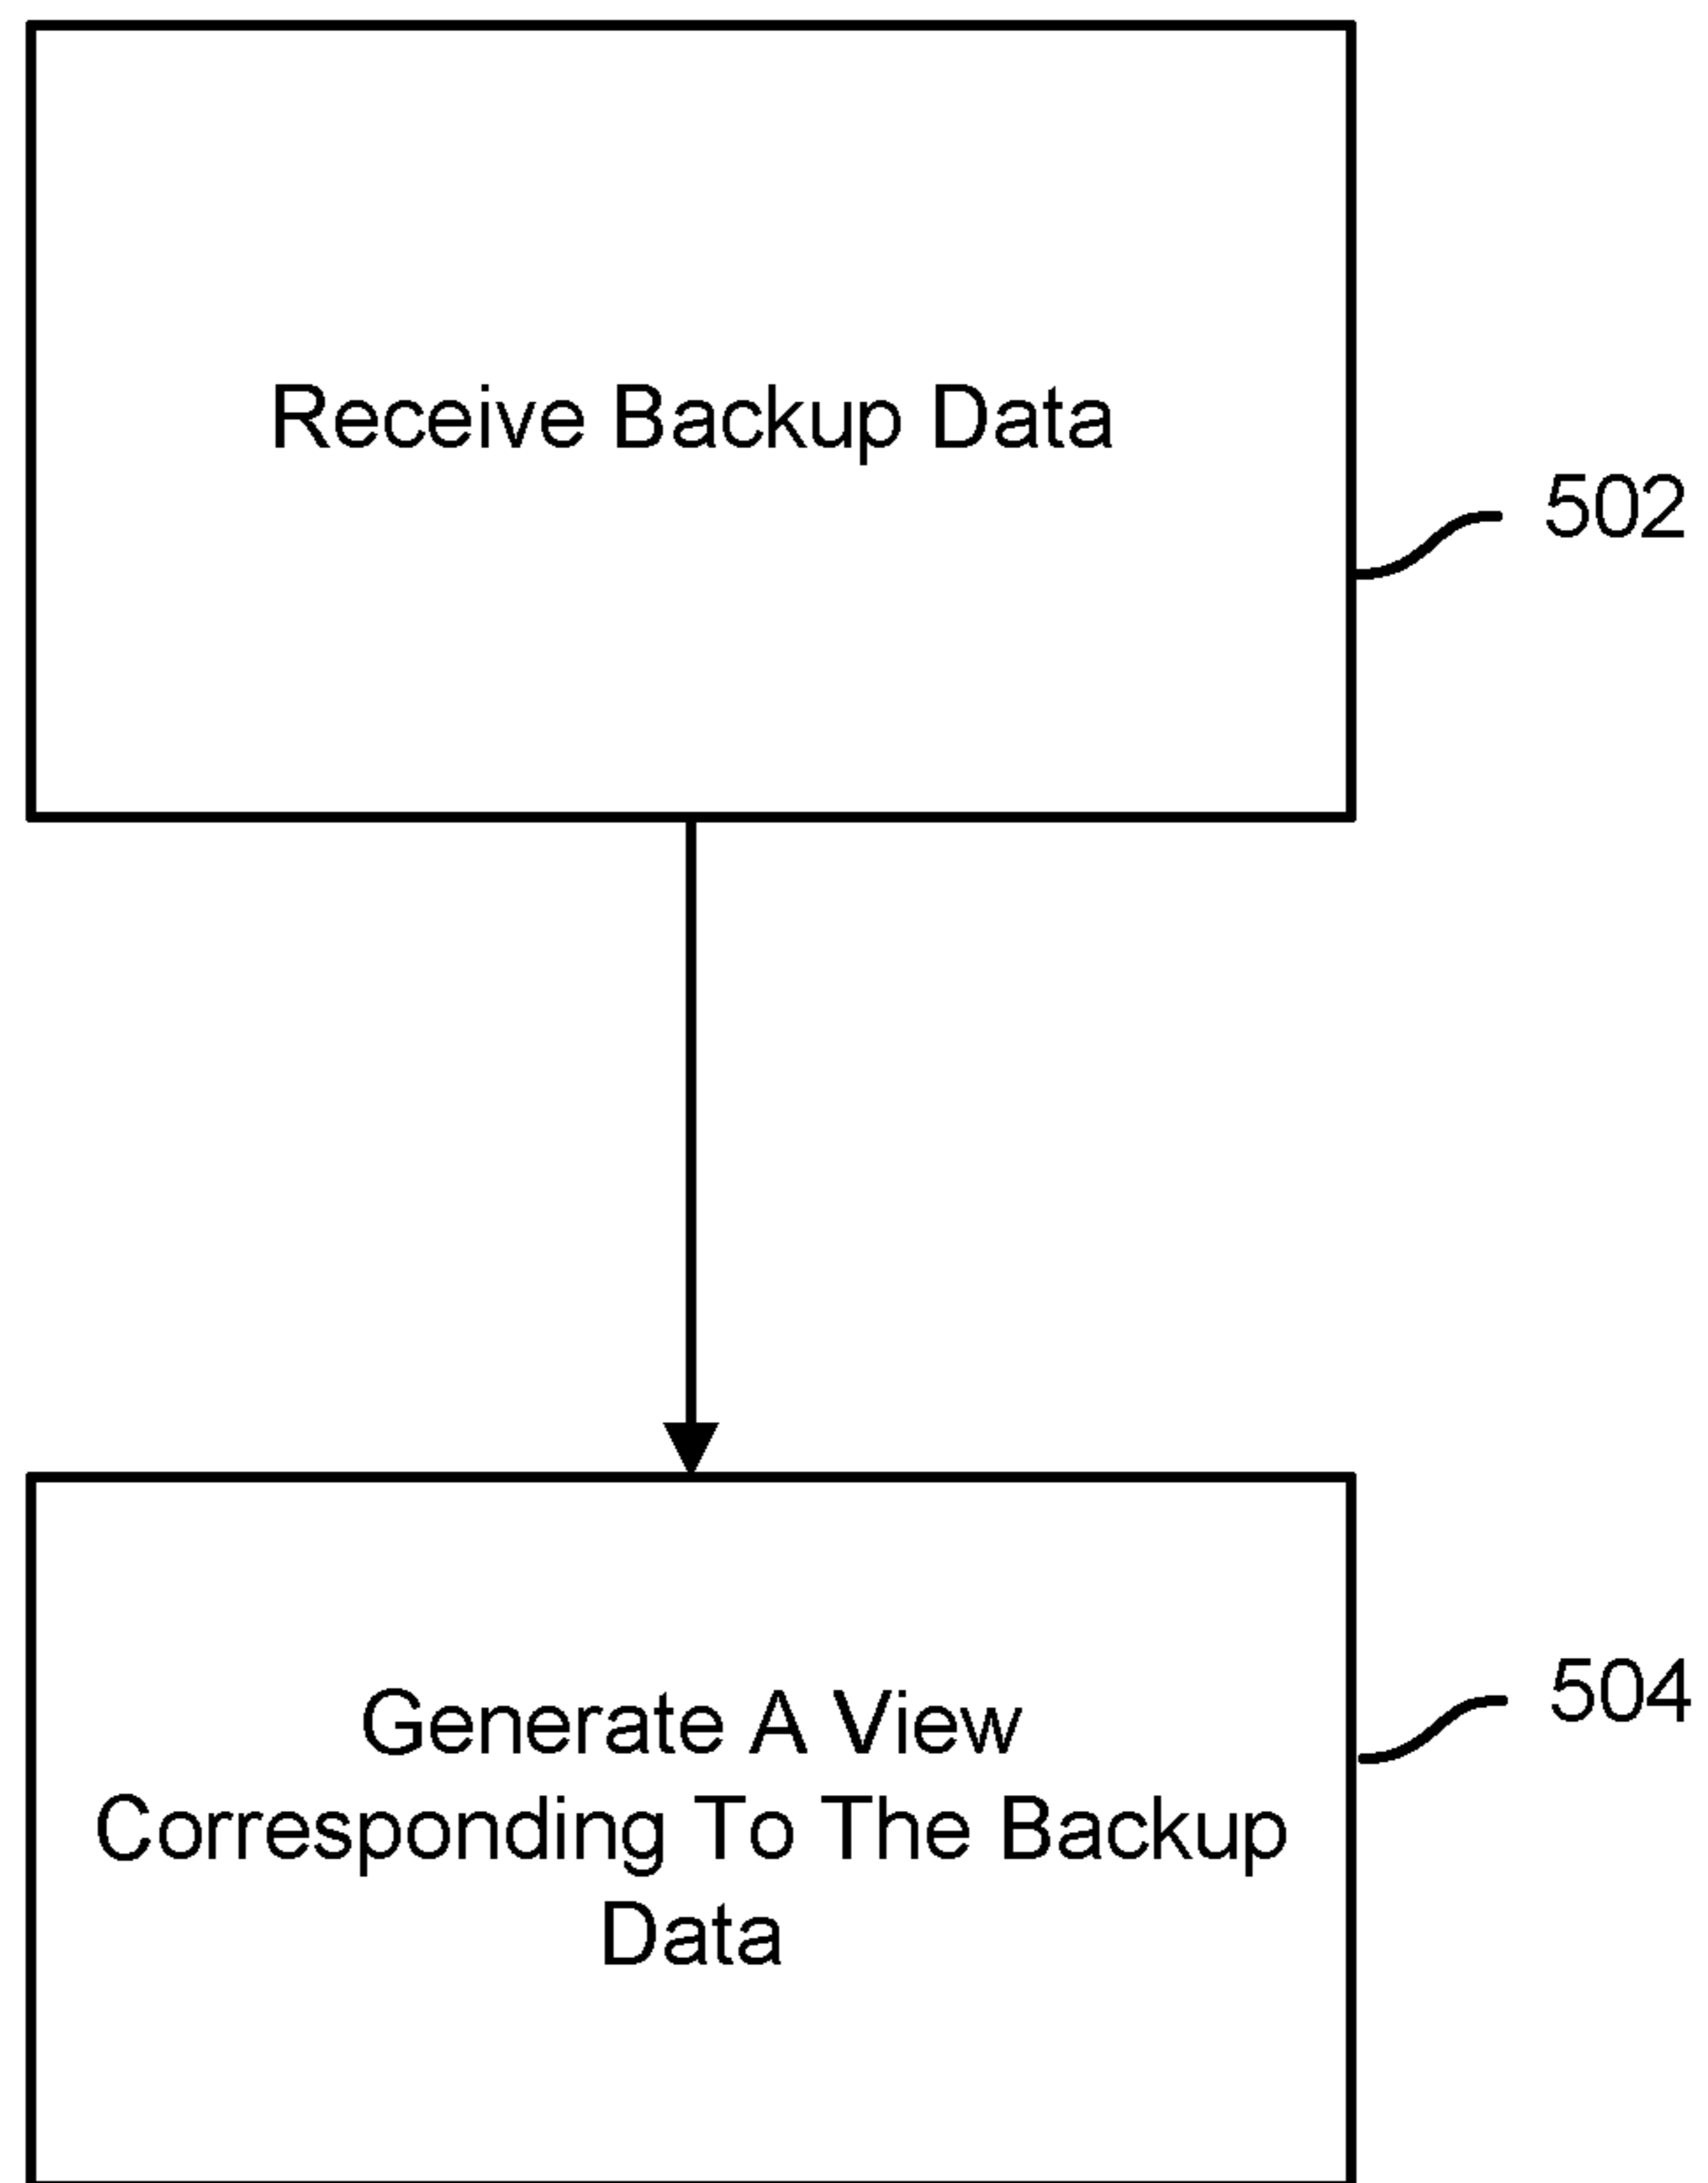 Receive Backup Data
502
Generate A View
Corresponding To The Backup
Data
504